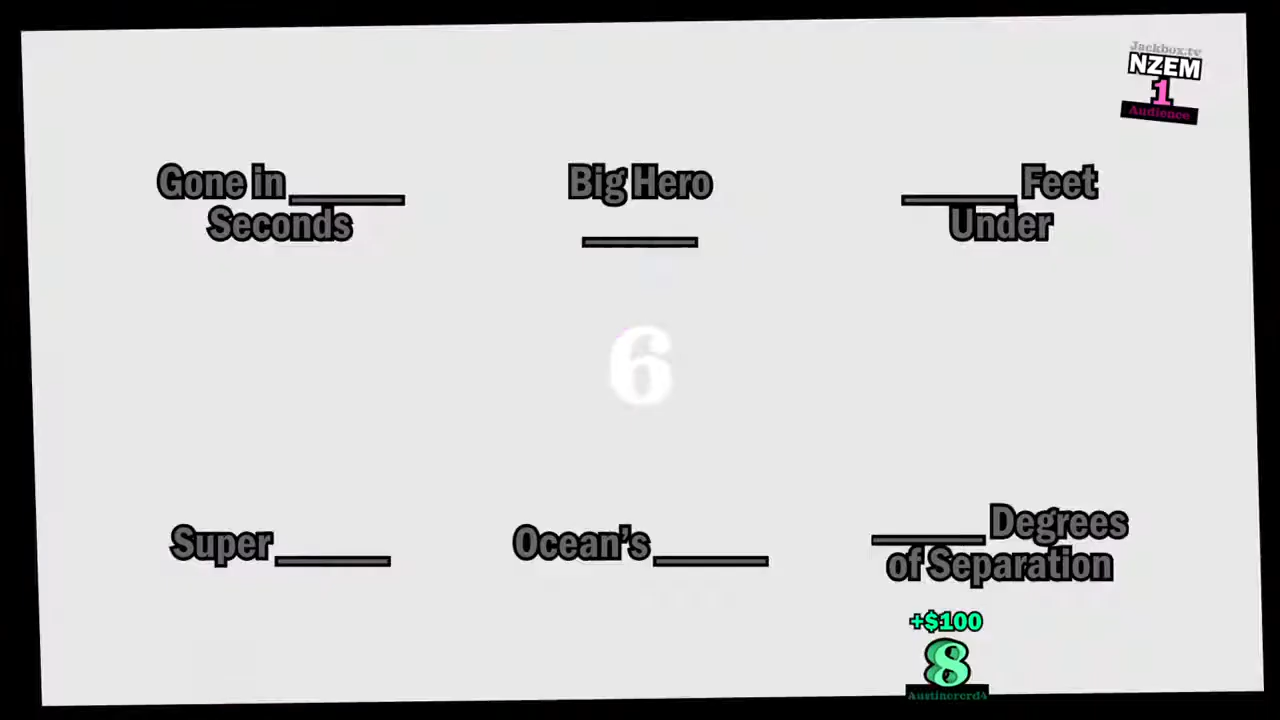 Jackbox.tv
NZEM
1
Audience
Gone in ______
Seconds
Big Hero
______
______ Feet
Under
6
Super ______
Ocean's ______
______ Degrees
of Separation
+$100
8
Austinercrd4